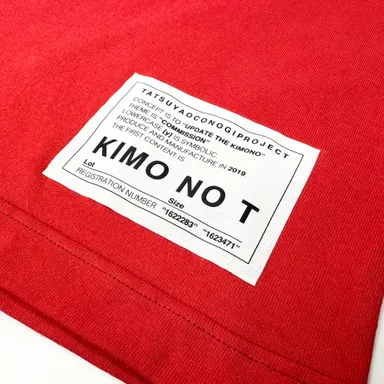 TATSUYAOCONOGIPROJECT
CONCEPT IS TO "UPDATE THE KIMONO"
THEME IS "COMMISSION"
LOWERCASE [y] IS SYMBOLIC.
PRODUCE AND MANUFACTURE IN 2019
THE FIRST CONTENT IS
KIMO NO T
Lot Size
REGISTRATION NUMBER "1622283" "1623471"